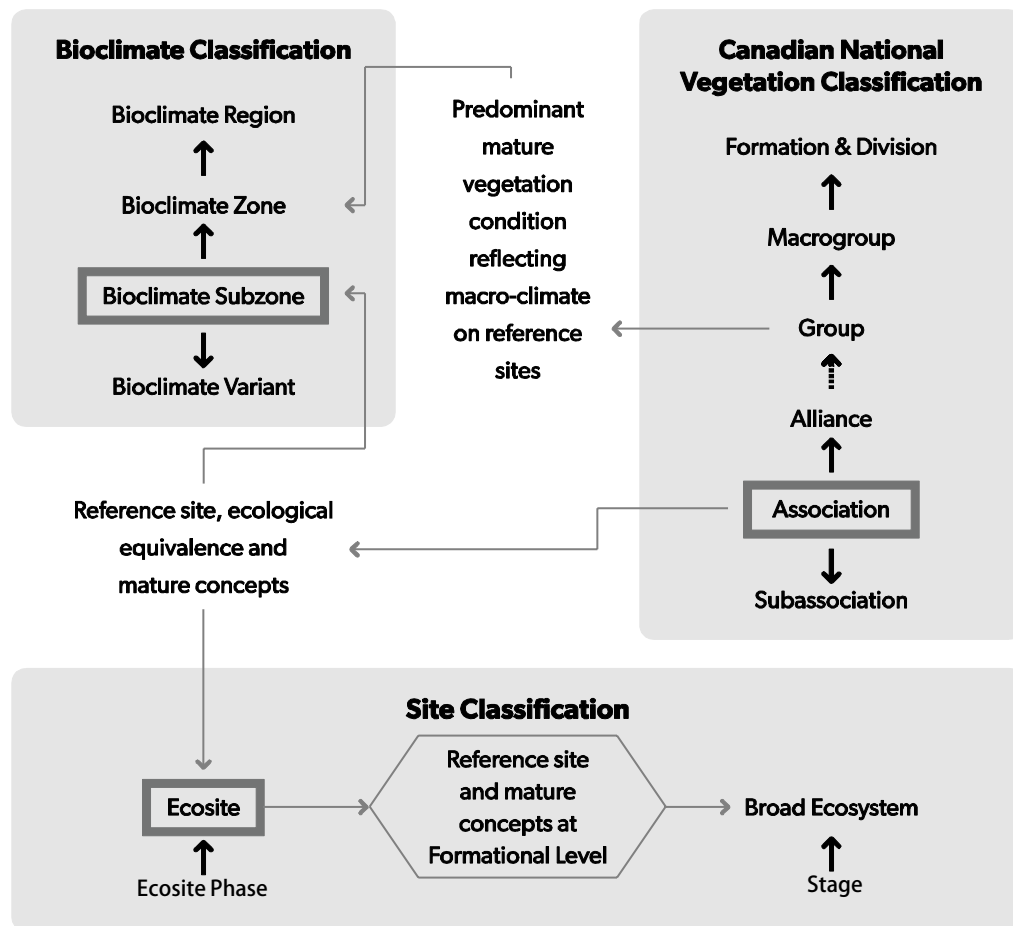 Bioclimate Classification
Bioclimate Region
Bioclimate Zone
Bioclimate Subzone
Bioclimate Variant
Predominant
mature
vegetation
condition
reflecting
macro-climate
on reference
sites
Canadian National
Vegetation Classification
Formation & Division
Macrogroup
Group
Alliance
Association
Subassociation
Reference site, ecological
equivalence and
mature concepts
Site Classification
Ecosite
Ecosite Phase
Reference site
and mature
concepts at
Formational Level
Broad Ecosystem
Stage